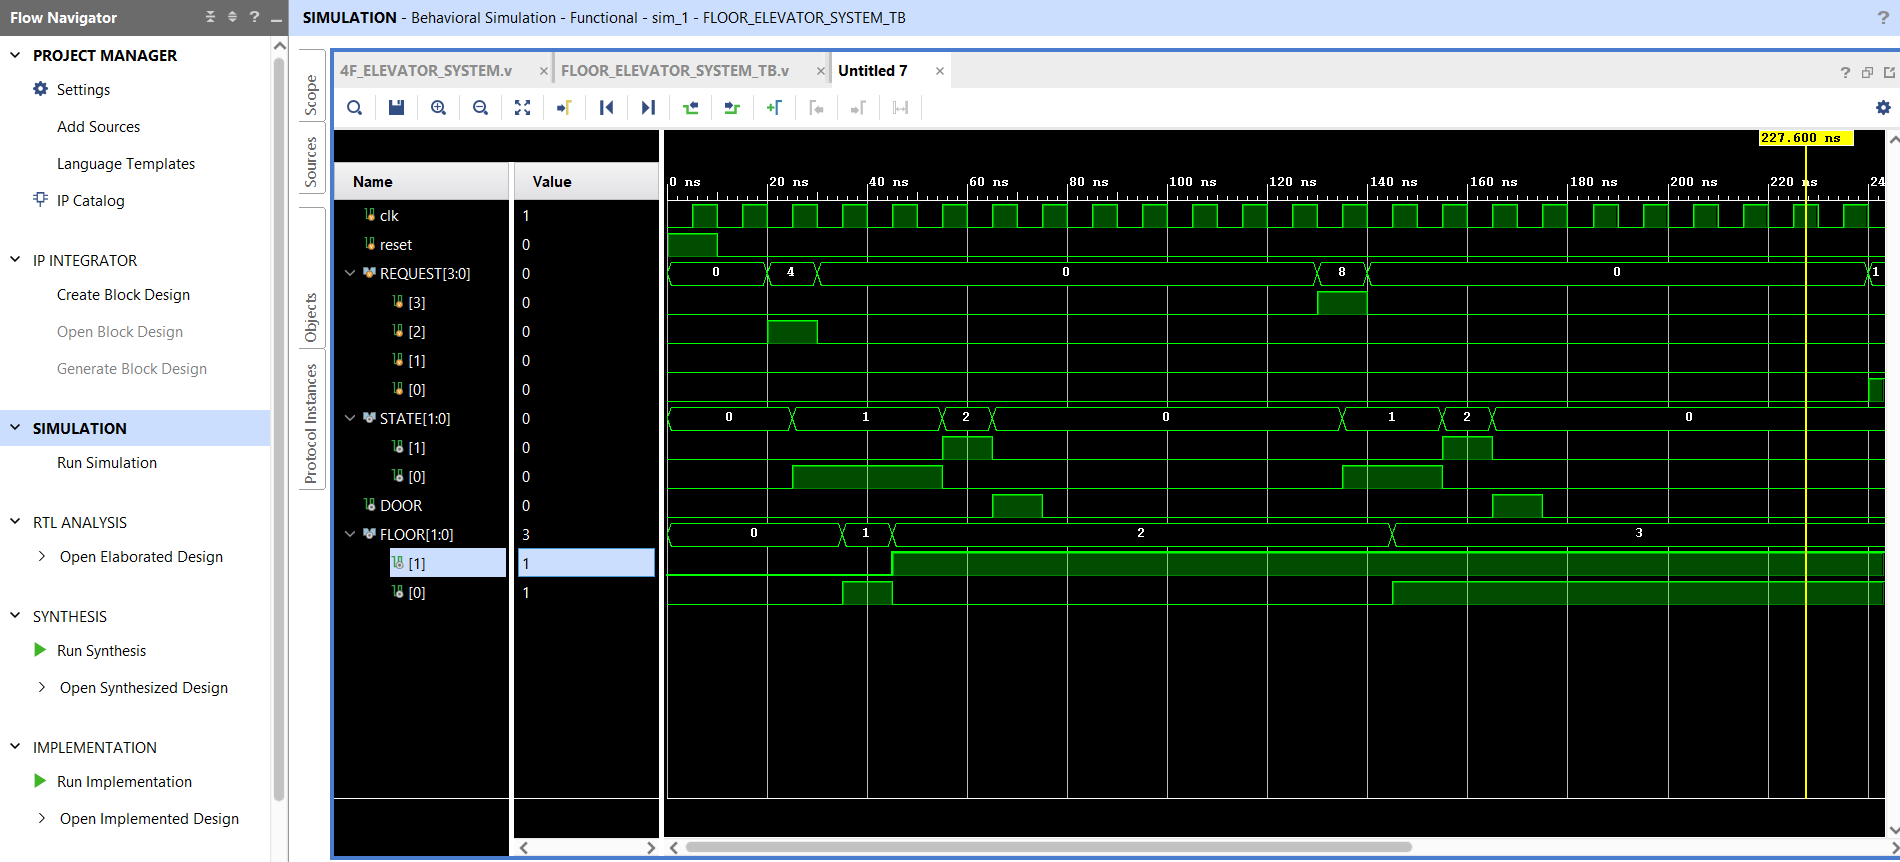 Flow Navigator
?
SIMULATION - Behavioral Simulation - Functional - sim_1 - FLOOR_ELEVATOR_SYSTEM_TB
?
PROJECT MANAGER
Settings
Add Sources
Language Templates
IP Catalog
IP INTEGRATOR
Create Block Design
Open Block Design
Generate Block Design
SIMULATION
Run Simulation
RTL ANALYSIS
Open Elaborated Design
SYNTHESIS
Run Synthesis
Open Synthesized Design
IMPLEMENTATION
Run Implementation
Open Implemented Design
Scope
Sources
Objects
Protocol Instances
4F_ELEVATOR_SYSTEM.v
FLOOR_ELEVATOR_SYSTEM_TB.v
Untitled 7
?
227.600 ns
Name Value
0 ns 20 ns 40 ns 60 ns 80 ns 100 ns 120 ns 140 ns 160 ns 180 ns 200 ns 220 ns 24
clk 1
reset 0
REQUEST[3:0] 0 0 4 0 8 0 1
[3] 0
[2] 0
[1] 0
[0] 0
STATE[1:0] 0 0 1 2 0 1 2 0
[1] 0
[0] 0
DOOR 0
FLOOR[1:0] 3 0 1 2 3
[1] 1
[0] 1